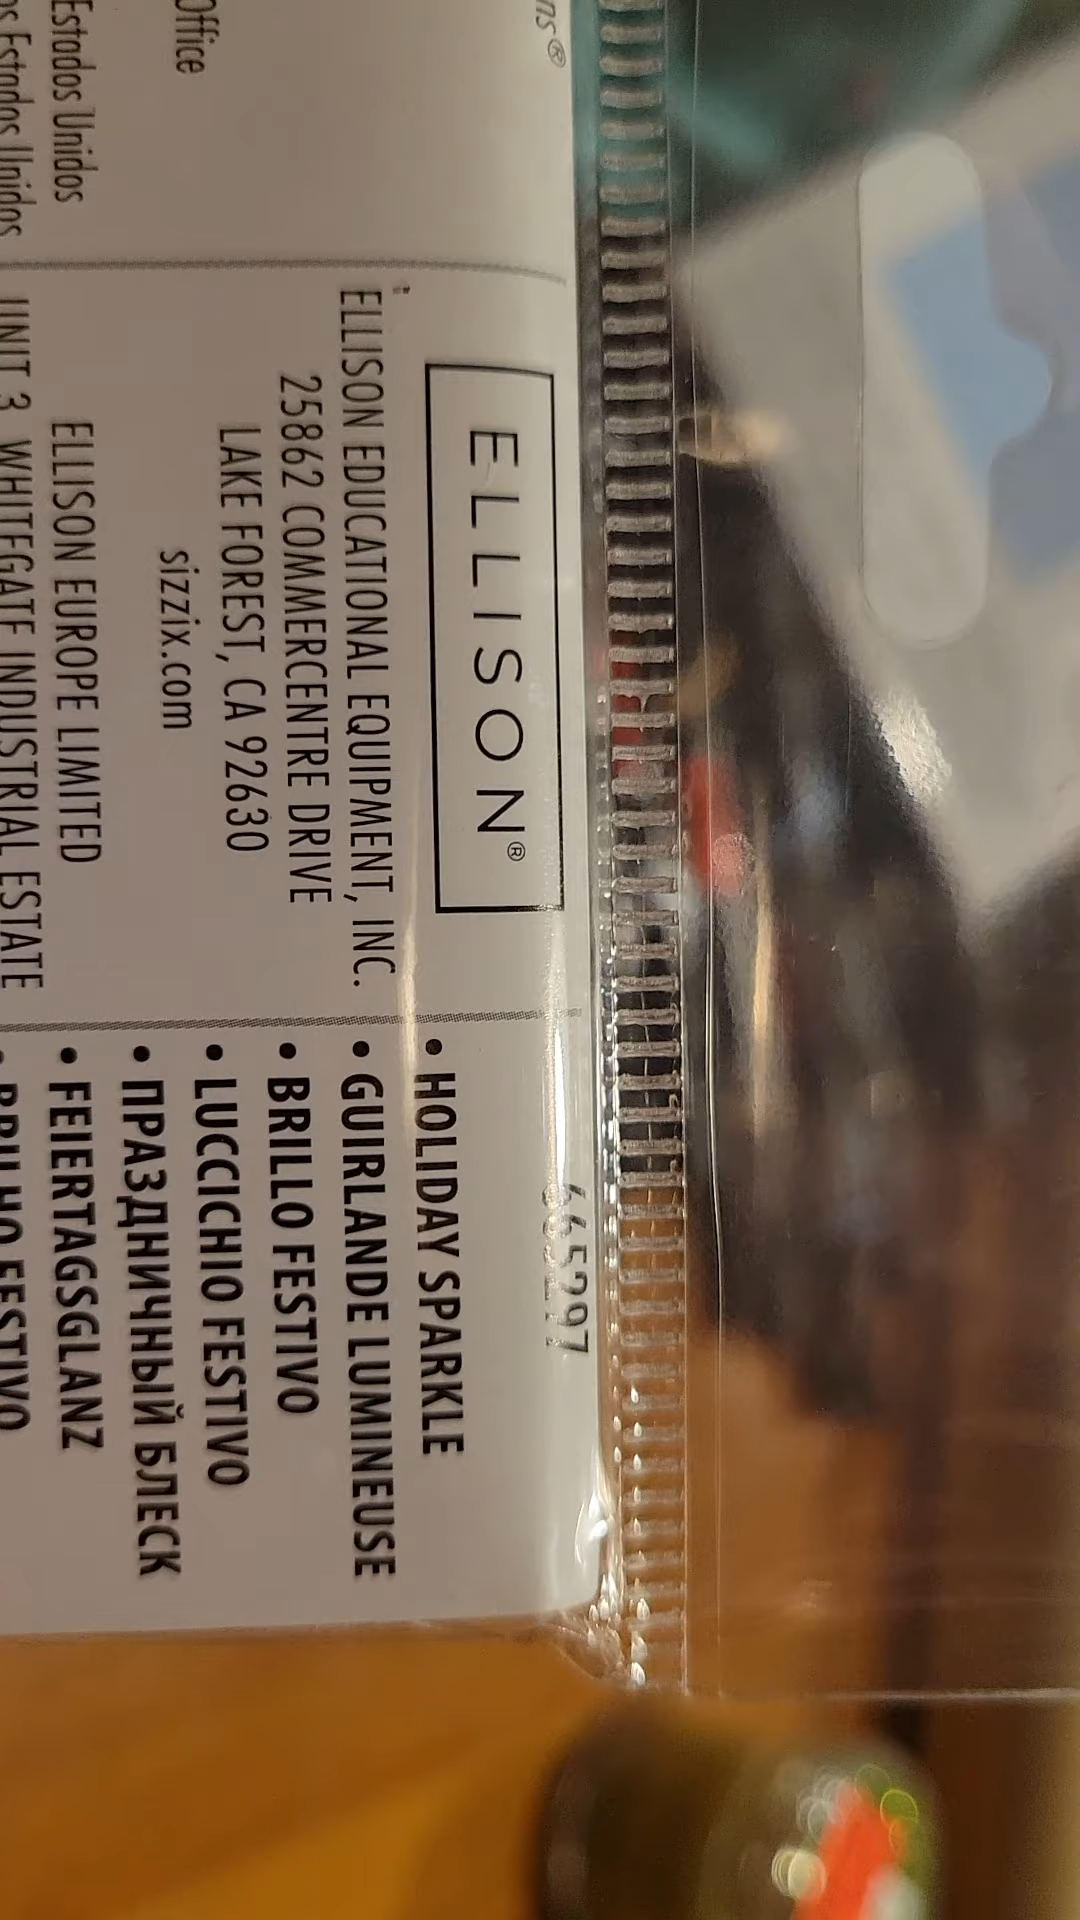 ns®
Office
Estados Unidos
Estados Unidos
ELLISON®
ELLISON EDUCATIONAL EQUIPMENT, INC.
25862 COMMERCENTRE DRIVE
LAKE FOREST, CA 92630
sizzix.com
ELLISON EUROPE LIMITED
UNIT 3 WHITEGATE INDUSTRIAL ESTATE
665297
• HOLIDAY SPARKLE
• GUIRLANDE LUMINEUSE
• BRILLO FESTIVO
• LUCCICHIO FESTIVO
• ПРАЗДНИЧНЫЙ БЛЕСК
• FEIERTAGSGLANZ
• BRILHO FESTIVO